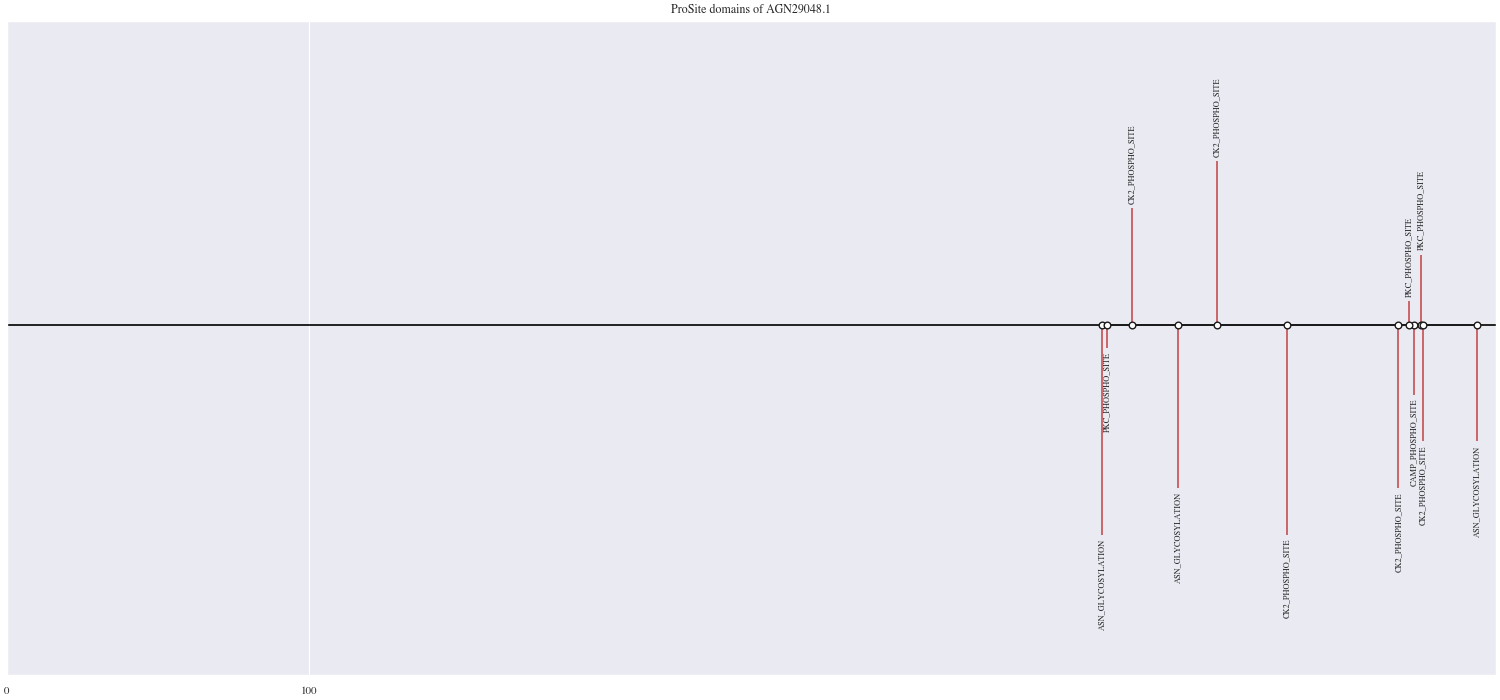 ProSite domains of AGN29048.1
ASN_GLYCOSYLATION
PKC_PHOSPHO_SITE
CK2_PHOSPHO_SITE
ASN_GLYCOSYLATION
CK2_PHOSPHO_SITE
CK2_PHOSPHO_SITE
CK2_PHOSPHO_SITE
PKC_PHOSPHO_SITE
CAMP_PHOSPHO_SITE
PKC_PHOSPHO_SITE
CK2_PHOSPHO_SITE
ASN_GLYCOSYLATION
0
100